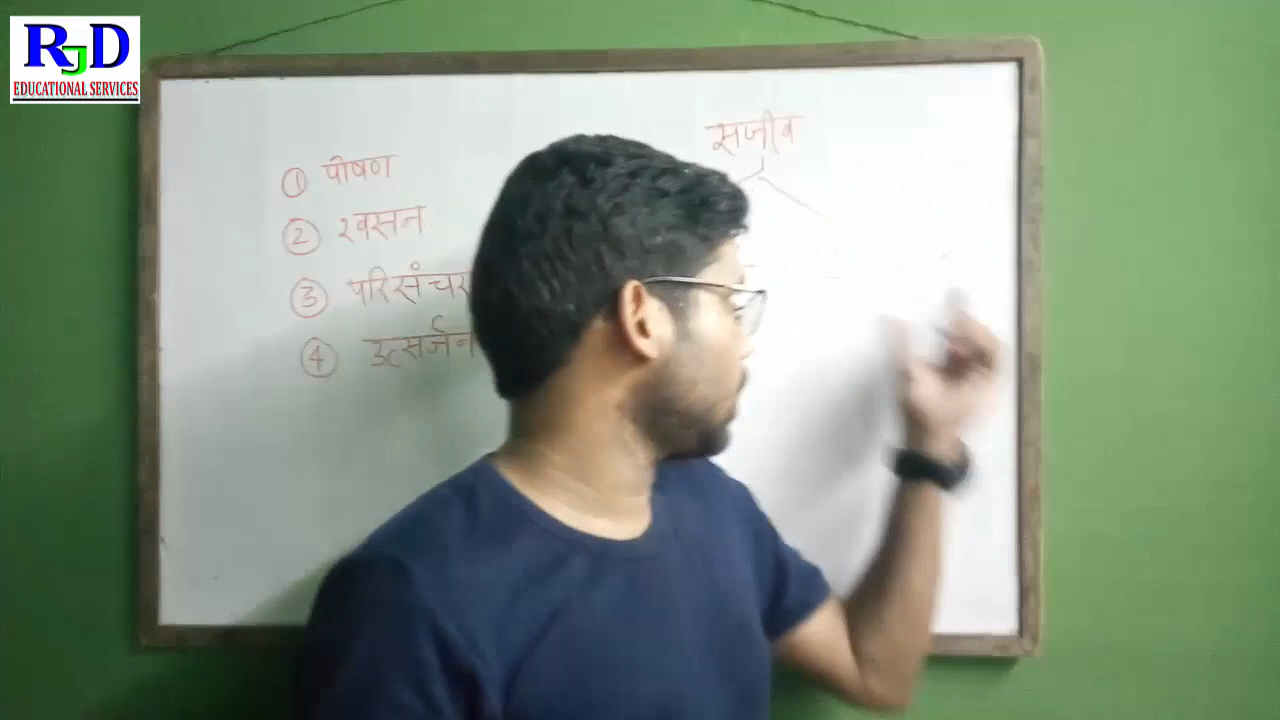 RJD
EDUCATIONAL SERVICES
सजीव
① पोषण
② श्वसन
③ परिसंचर
④ उत्सर्जन